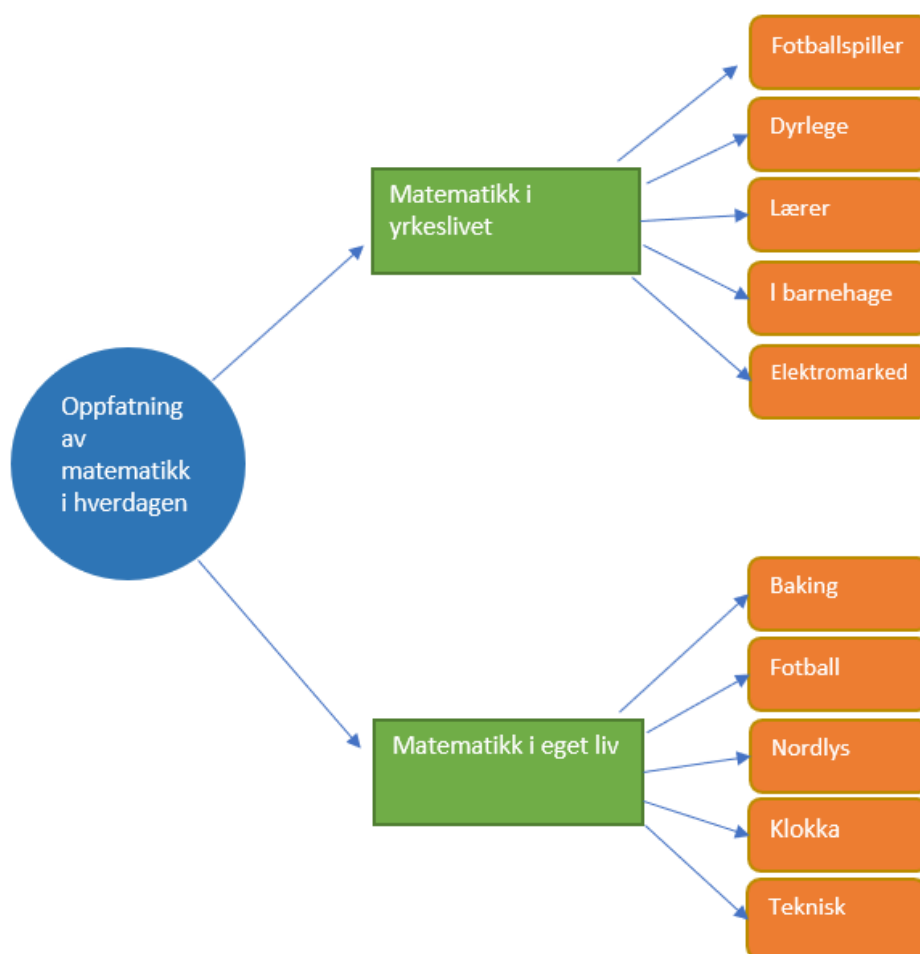 Oppfatning
av
matematikk
i hverdagen
Matematikk i
yrkeslivet
Fotballspiller
Dyrlege
Lærer
I barnehage
Elektromarked
Matematikk i eget liv
Baking
Fotball
Nordlys
Klokka
Teknisk